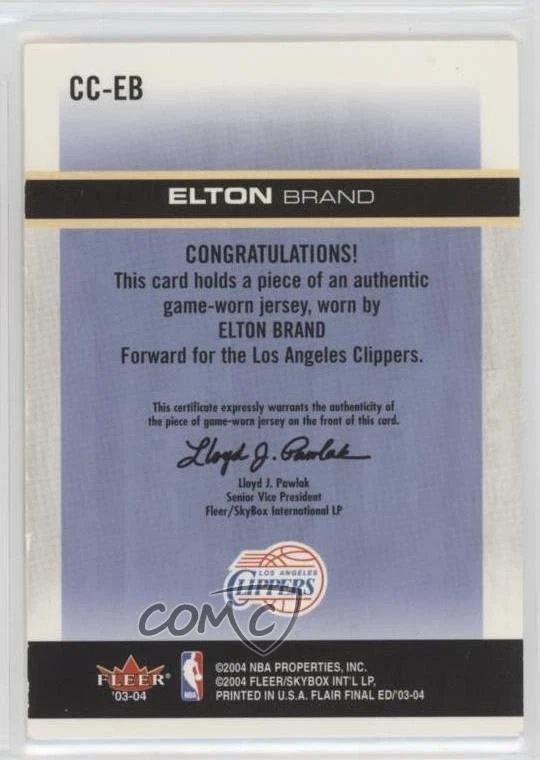 CC-EB
ELTON BRAND
CONGRATULATIONS!
This card holds a piece of an authentic
game-worn jersey, worn by
ELTON BRAND
Forward for the Los Angeles Clippers.
This certificate expressly warrants the authenticity of
the piece of game-worn jersey on the front of this card.
Lloyd J. Pawlak
Lloyd J. Pawlak
Senior Vice President
Fleer/SkyBox International LP
LOS ANGELES
CLIPPERS
COMC
FLEER
'03-04
NBA
©2004 NBA PROPERTIES, INC.
©2004 FLEER/SKYBOX INT'L LP,
PRINTED IN U.S.A. FLAIR FINAL ED/'03-04